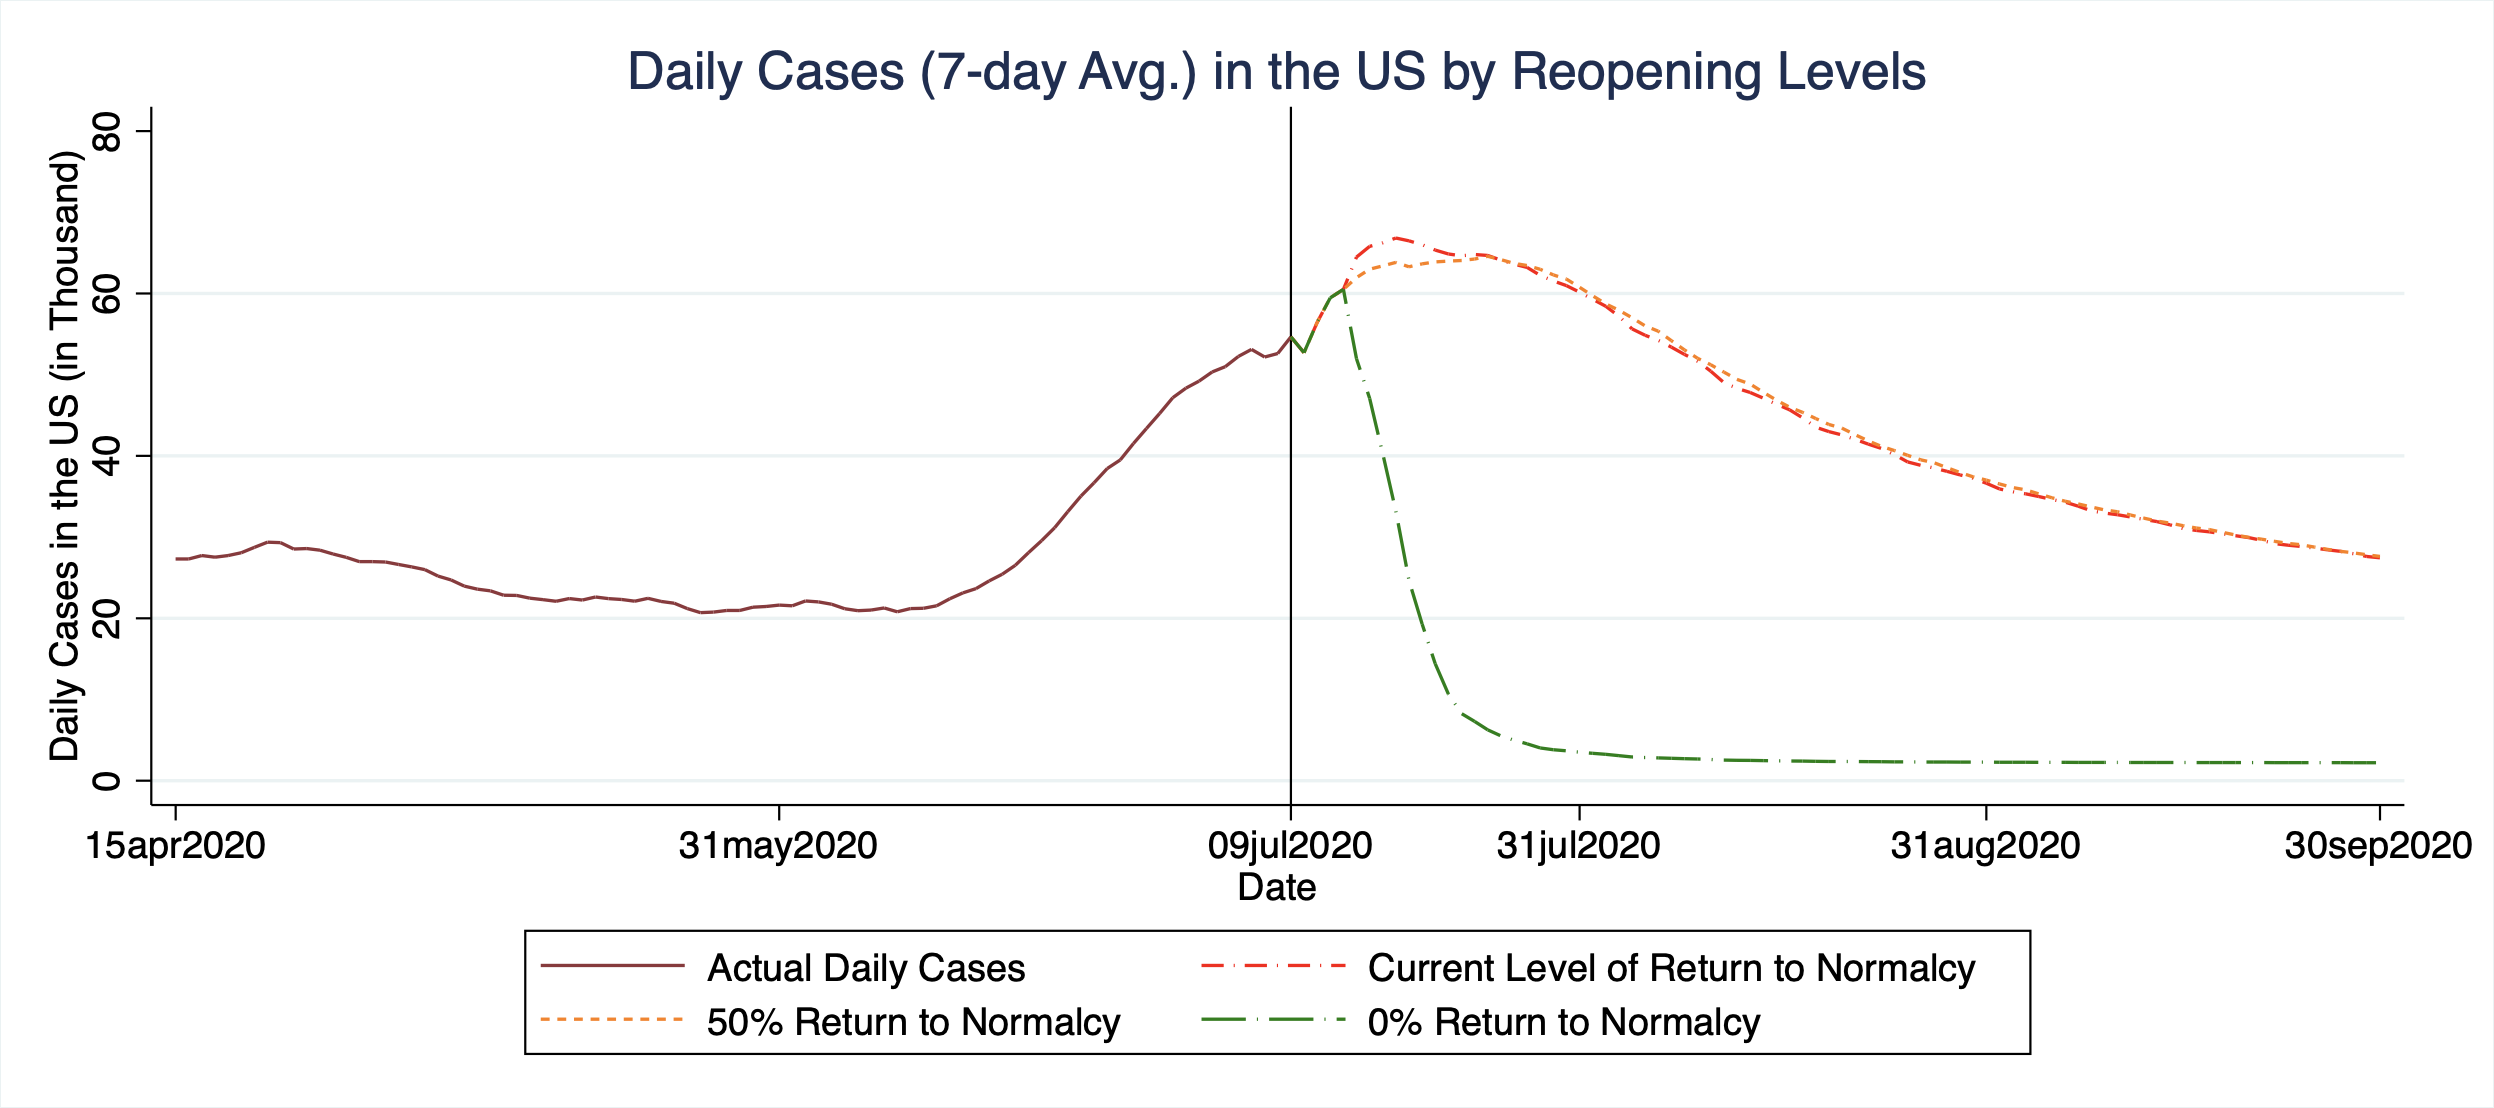 Daily Cases (7-day Avg.) in the US by Reopening Levels
Daily Cases in the US (in Thousand)
80
60
40
20
0
15apr2020 31may2020 09jul2020 31jul2020 31aug2020 30sep2020
Date
Actual Daily Cases Current Level of Return to Normalcy
50% Return to Normalcy 0% Return to Normalcy